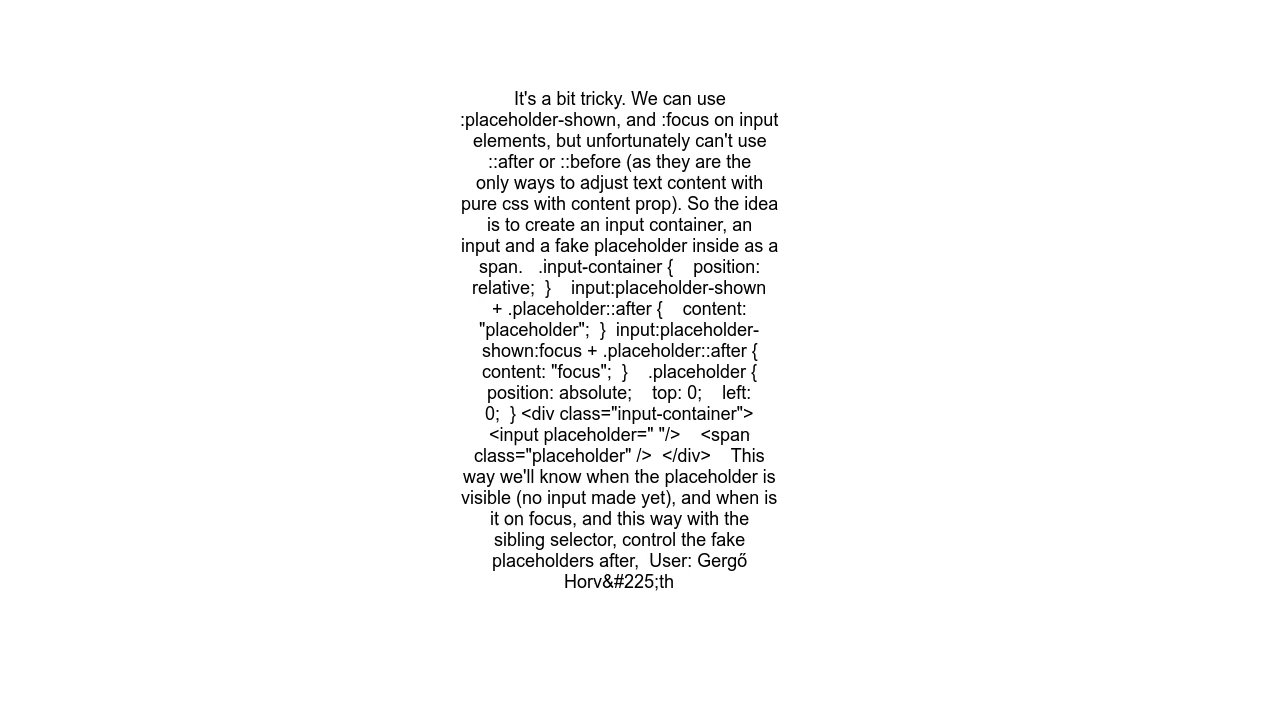 It's a bit tricky. We can use
:placeholder-shown, and :focus on input
elements, but unfortunately can't use
::after or ::before (as they are the
only ways to adjust text content with
pure css with content prop). So the idea
is to create an input container, an
input and a fake placeholder inside as a
span.   .input-container {    position:
relative;  }    input:placeholder-shown
+ .placeholder::after {    content:
"placeholder";  }  input:placeholder-
shown:focus + .placeholder::after {
content: "focus";  }    .placeholder {
position: absolute;    top: 0;    left:
0;  } <div class="input-container">
<input placeholder=" "/>    <span
class="placeholder" />  </div>    This
way we'll know when the placeholder is
visible (no input made yet), and when is
it on focus, and this way with the
sibling selector, control the fake
placeholders after,  User: Gergő
Horv&#225;th